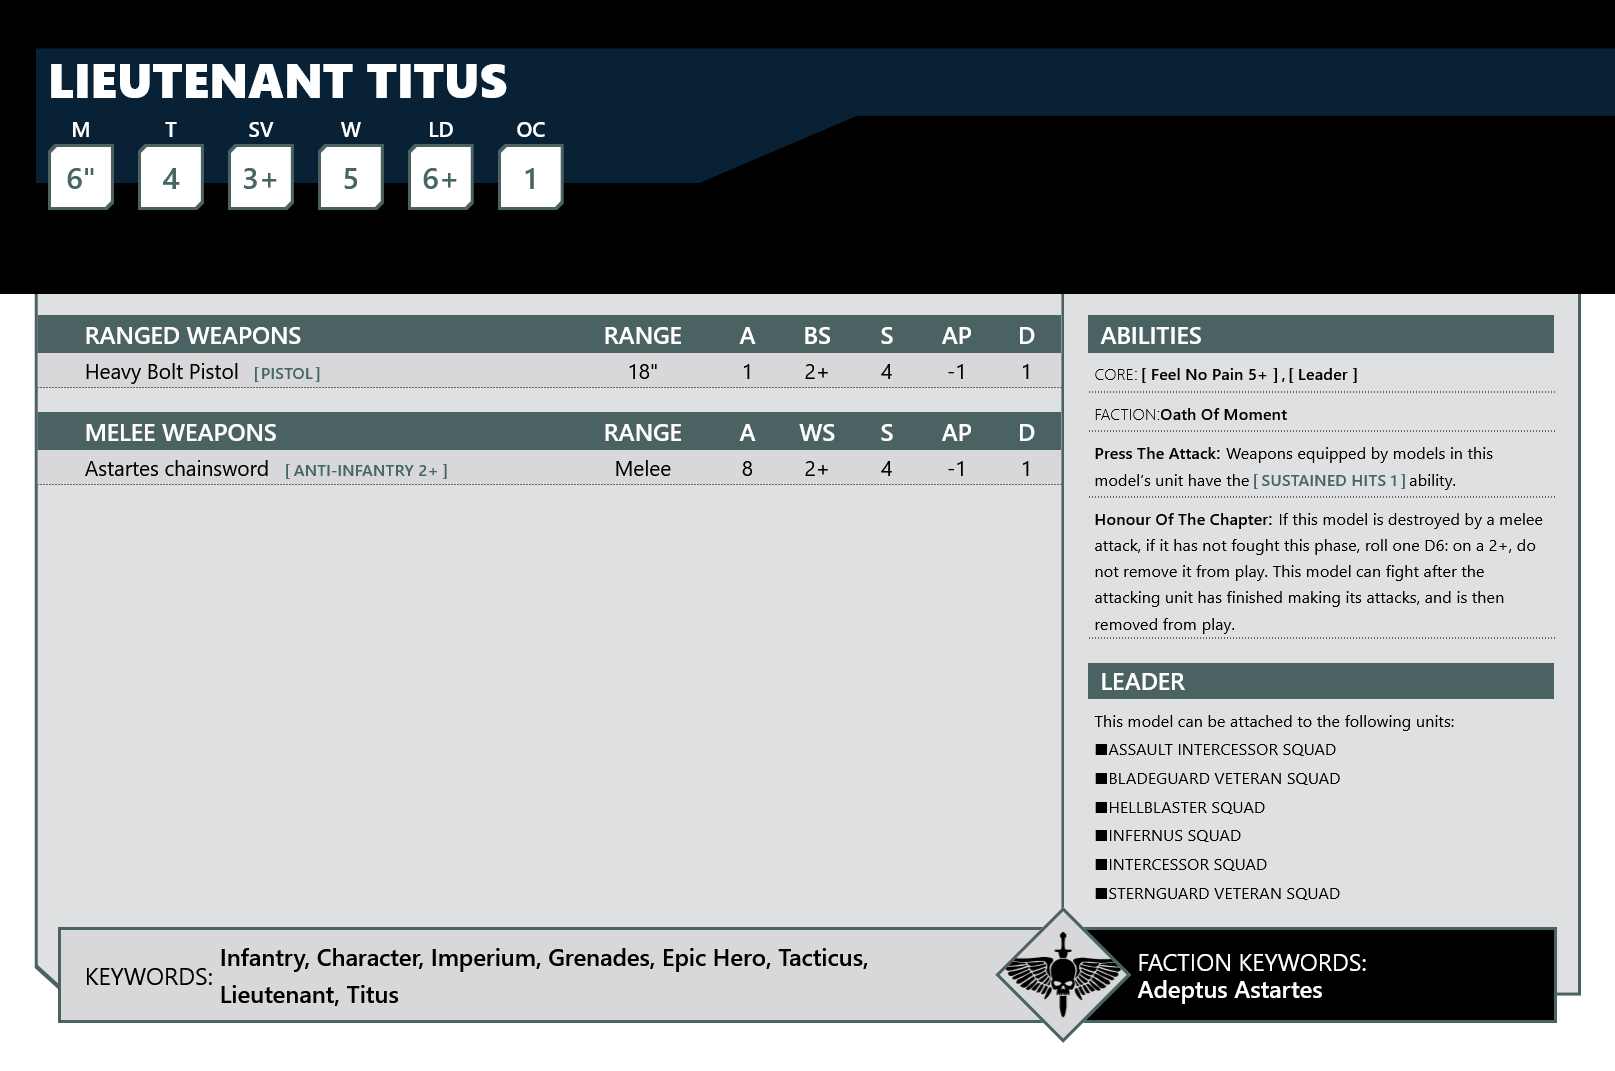 LIEUTENANT TITUS
M T SV W LD OC
6" 4 3+ 5 6+ 1
RANGED WEAPONS RANGE A BS S AP D
Heavy Bolt Pistol [PISTOL] 18" 1 2+ 4 -1 1
MELEE WEAPONS RANGE A WS S AP D
Astartes chainsword [ ANTI-INFANTRY 2+ ] Melee 8 2+ 4 -1 1
ABILITIES
CORE: [ Feel No Pain 5+ ] , [ Leader ]
FACTION:Oath Of Moment
Press The Attack: Weapons equipped by models in this
model's unit have the [ SUSTAINED HITS 1 ] ability.
Honour Of The Chapter: If this model is destroyed by a melee
attack, if it has not fought this phase, roll one D6: on a 2+, do
not remove it from play. This model can fight after the
attacking unit has finished making its attacks, and is then
removed from play.
LEADER
This model can be attached to the following units:
■ASSAULT INTERCESSOR SQUAD
■BLADEGUARD VETERAN SQUAD
■HELLBLASTER SQUAD
■INFERNUS SQUAD
■INTERCESSOR SQUAD
■STERNGUARD VETERAN SQUAD
KEYWORDS: Infantry, Character, Imperium, Grenades, Epic Hero, Tacticus,
Lieutenant, Titus
FACTION KEYWORDS:
Adeptus Astartes